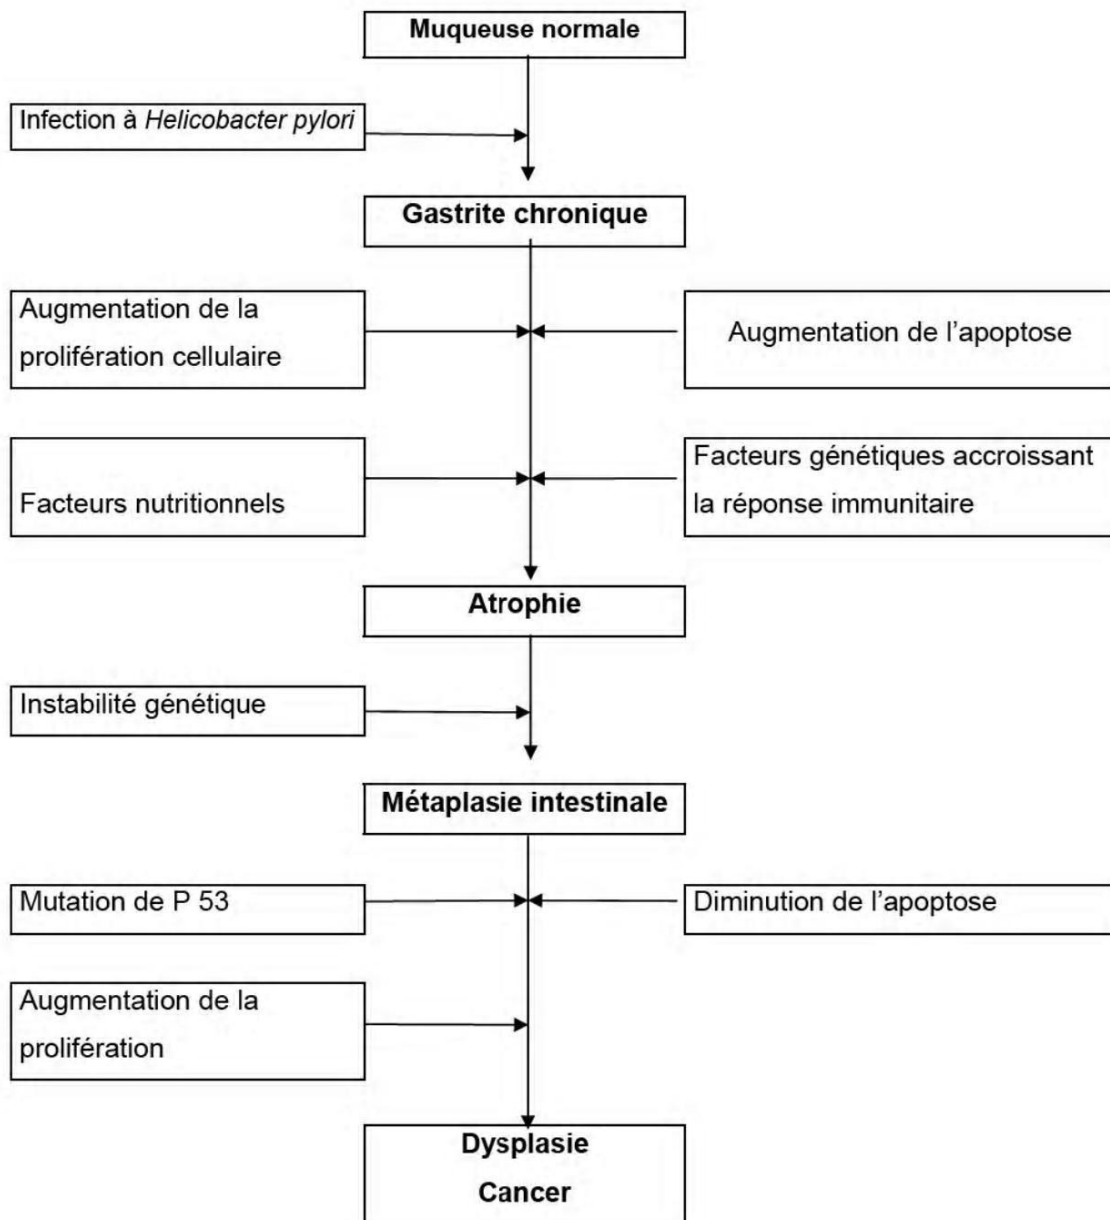 Muqueuse normale
Infection à Helicobacter pylori
Gastrite chronique
Augmentation de la
prolifération cellulaire
Augmentation de l’apoptose
Facteurs nutritionnels
Facteurs génétiques accroissant
la réponse immunitaire
Atrophie
Instabilité génétique
Métaplasie intestinale
Mutation de P 53
Diminution de l’apoptose
Augmentation de la
prolifération
Dysplasie
Cancer